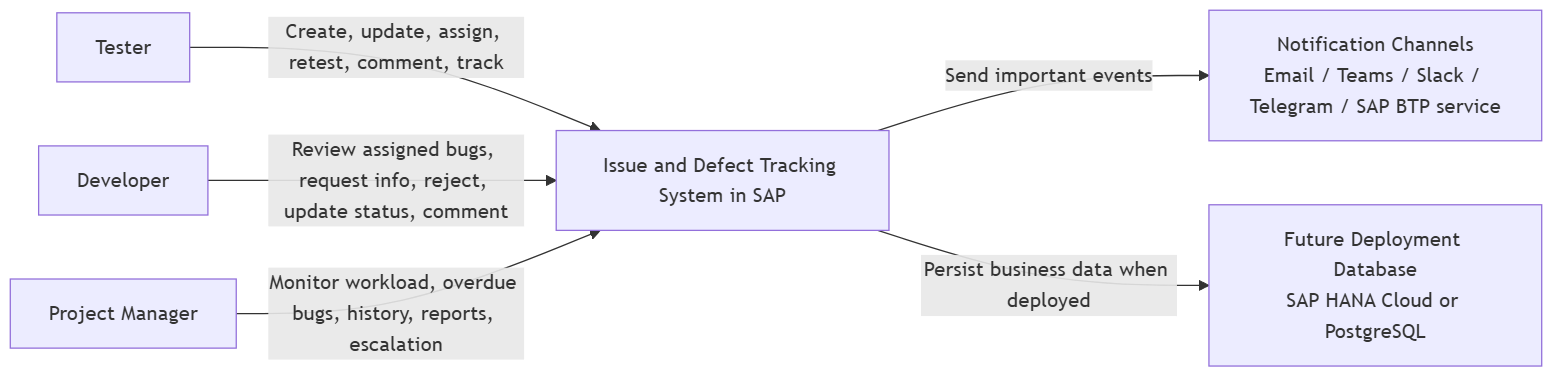 Tester
Create, update, assign,
retest, comment, track
Developer
Review assigned bugs,
request info, reject,
update status, comment
Project Manager
Monitor workload, overdue
bugs, history, reports,
escalation
Issue and Defect Tracking
System in SAP
Send important events
Notification Channels
Email / Teams / Slack /
Telegram / SAP BTP service
Persist business data when
deployed
Future Deployment
Database
SAP HANA Cloud or
PostgreSQL